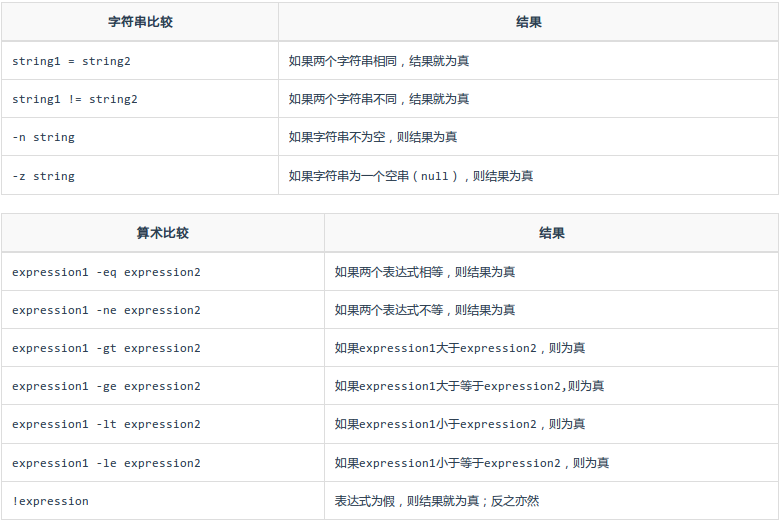 字符串比较 结果
string1 = string2 如果两个字符串相同，结果就为真
string1 != string2 如果两个字符串不同，结果就为真
-n string 如果字符串不为空，则结果为真
-z string 如果字符串为一个空串（null），则结果为真
算术比较 结果
expression1 -eq expression2 如果两个表达式相等，则结果为真
expression1 -ne expression2 如果两个表达式不等，则结果为真
expression1 -gt expression2 如果expression1大于expression2，则为真
expression1 -ge expression2 如果expression1大于等于expression2,则为真
expression1 -lt expression2 如果expression1小于expression2，则为真
expression1 -le expression2 如果expression1小于等于expression2，则为真
!expression 表达式为假，则结果就为真；反之亦然